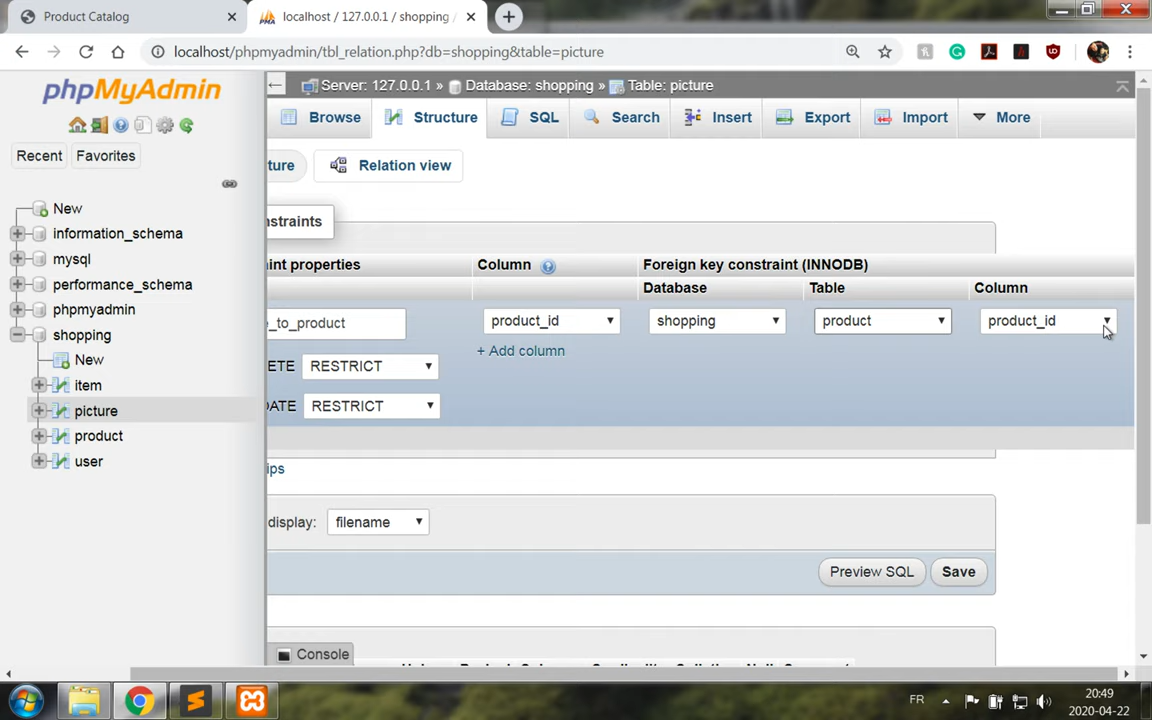 Product Catalog
localhost / 127.0.0.1 / shopping /
localhost/phpmyadmin/tbl_relation.php?db=shopping&table=picture
phpMyAdmin
Recent Favorites
New
information_schema
mysql
performance_schema
phpmyadmin
shopping
New
item
picture
product
user
Server: 127.0.0.1 » Database: shopping » Table: picture
Browse Structure SQL Search Insert Export Import More
ture Relation view
nstraints
int properties Column Foreign key constraint (INNODB)
Database Table Column
_to_product product_id shopping product product_id
+ Add column
ETE RESTRICT
DATE RESTRICT
ips
display: filename
Preview SQL Save
Console
FR 20:49
2020-04-22